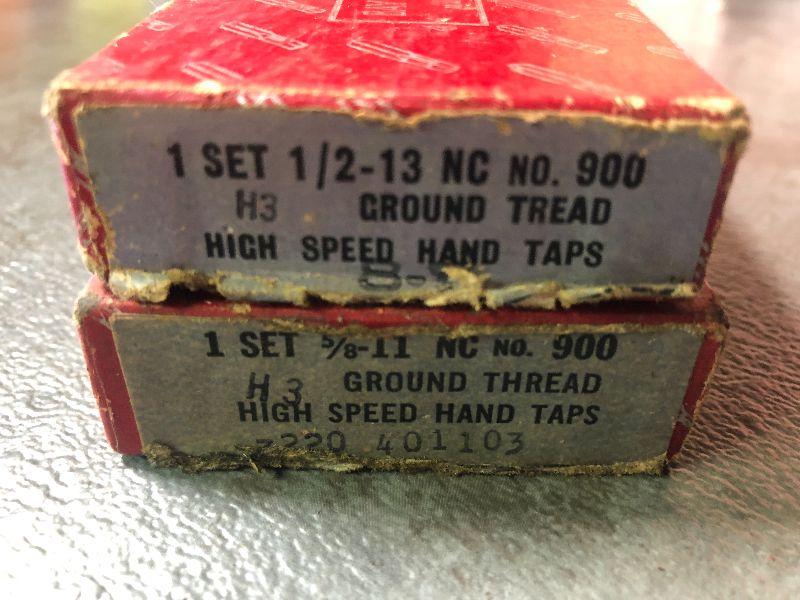 1 SET 1/2-13 NC NO. 900
H3 GROUND TREAD
HIGH SPEED HAND TAPS
1 SET 5/8-11 NC NO. 900
H3 GROUND THREAD
HIGH SPEED HAND TAPS
220 401103